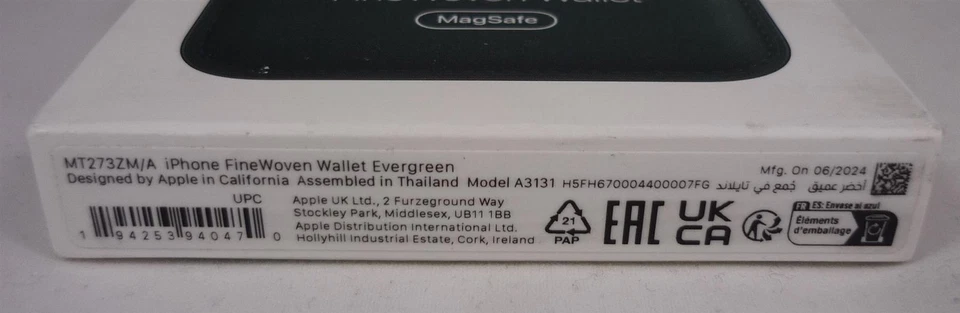 FineWoven Wallet
MagSafe
MT273ZM/A iPhone FineWoven Wallet Evergreen
Mfg. On 06/2024
Designed by Apple in California Assembled in Thailand Model A3131 H5FH670004400007FG جُمع في تايلاند أخضر عميق
UPC
1 94253 94047 0
Apple UK Ltd., 2 Furzeground Way
Stockley Park, Middlesex, UB11 1BB
Apple Distribution International Ltd.
Hollyhill Industrial Estate, Cork, Ireland
21
PAP
EAC
UK
CA
FR ES: Envase al azul
Éléments
d'emballage